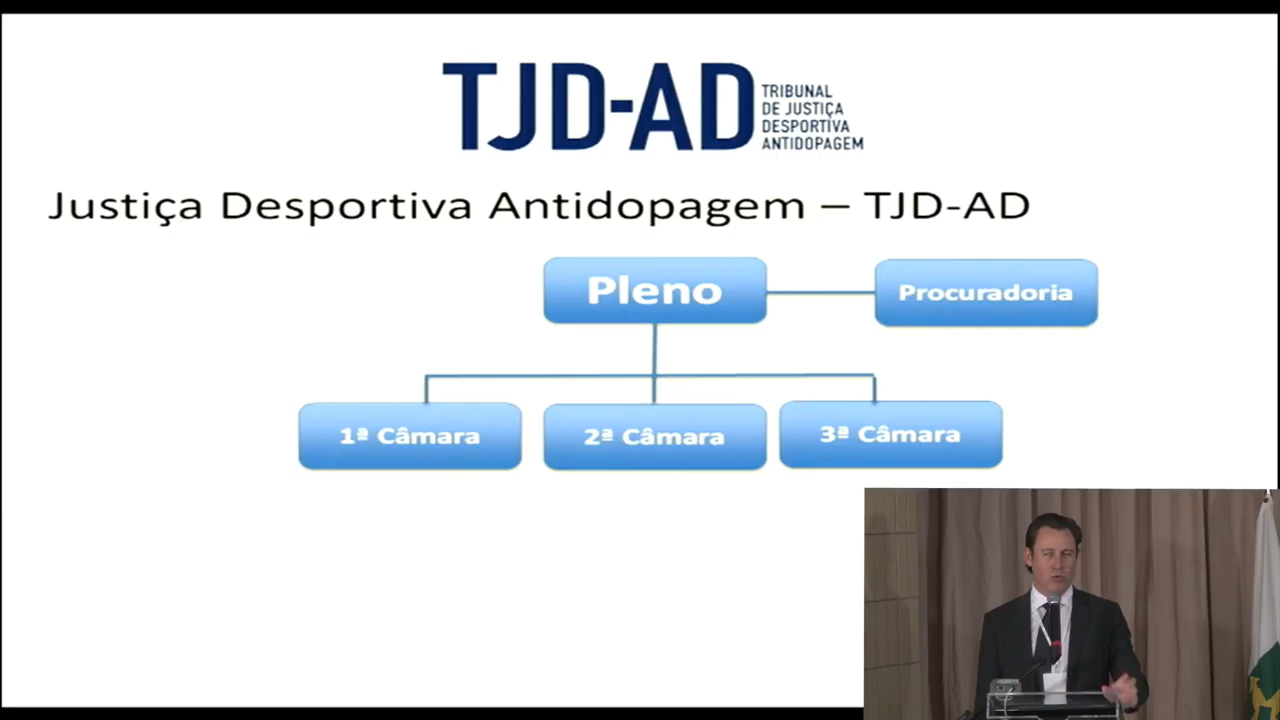 TJD-AD
TRIBUNAL
DE JUSTIÇA
DESPORTIVA
ANTIDOPAGEM
Justiça Desportiva Antidopagem – TJD-AD
Pleno
Procuradoria
1ª Câmara
2ª Câmara
3ª Câmara